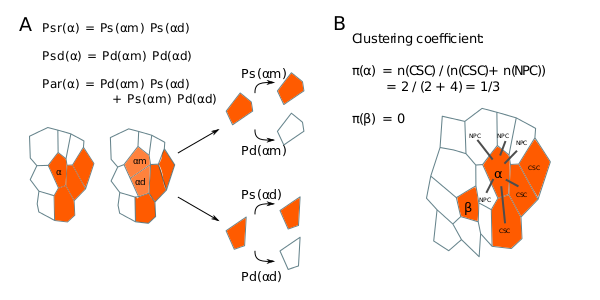 A
Psr(α) = Ps(αm) Ps(αd)
Psd(α) = Pd(αm) Pd(αd)
Par(α) = Pd(αm) Ps(αd)
+ Ps(αm) Pd(αd)
α
αm
αd
Ps(αm)
Pd(αm)
Ps(αd)
Pd(αd)
B
Clustering coefficient:
π(α) = n(CSC) / (n(CSC)+ n(NPC))
= 2 / (2 + 4) = 1/3
π(β) = 0
NPC
NPC
NPC
CSC
α
CSC
NPC
β
CSC